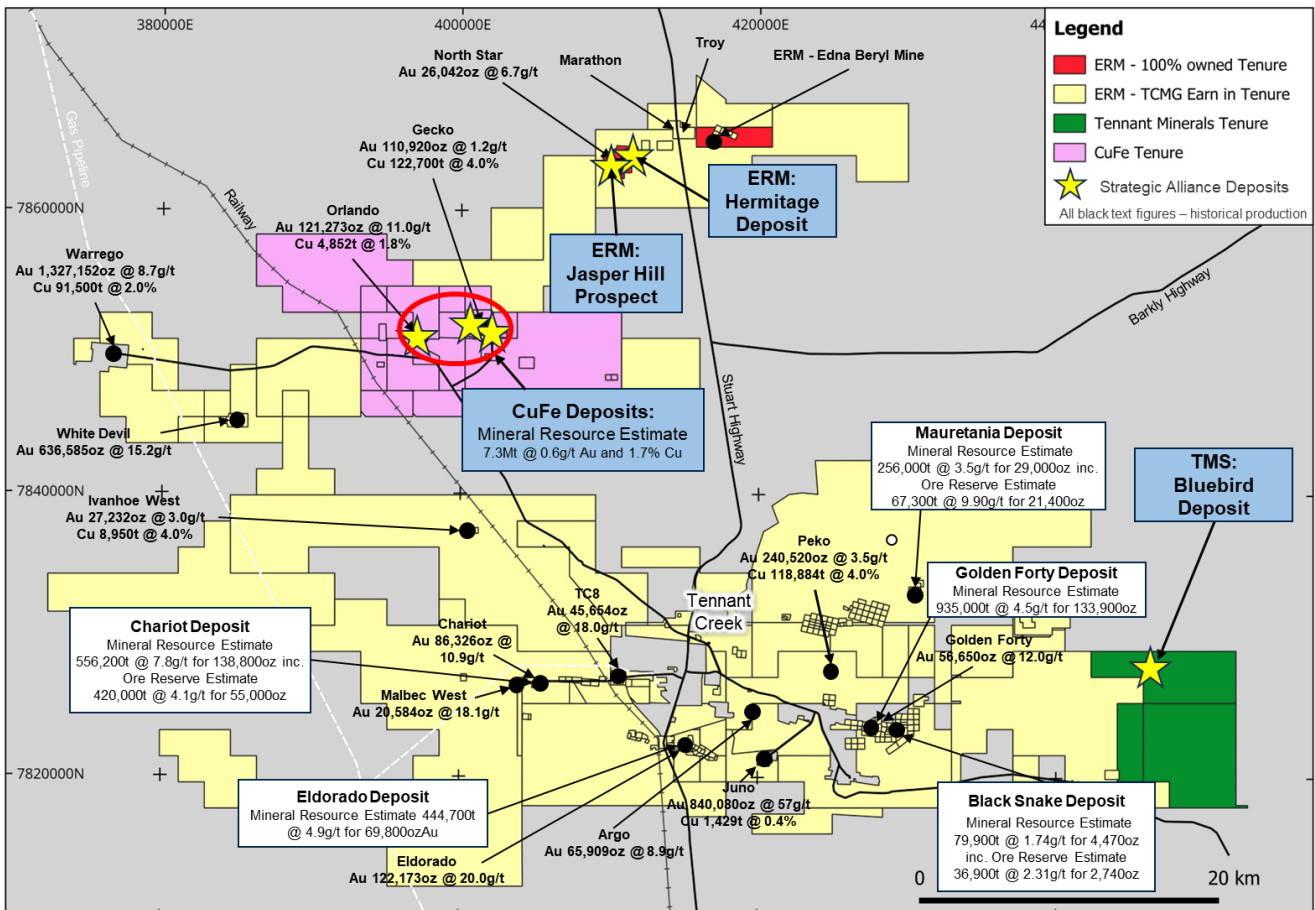 380000E
400000E
420000E
44
Legend
ERM - 100% owned Tenure
ERM - TCMG Earn in Tenure
Tennant Minerals Tenure
CuFe Tenure
Strategic Alliance Deposits
All black text figures – historical production
Troy
Marathon
ERM - Edna Beryl Mine
North Star
Au 26,042oz @ 6.7g/t
Gas Pipeline
Gecko
Au 110,920oz @ 1.2g/t
Cu 122,700t @ 4.0%
ERM:
Hermitage
Deposit
7860000N
Railway
Orlando
Au 121,273oz @ 11.0g/t
Cu 4,852t @ 1.8%
ERM:
Jasper Hill
Prospect
Warrego
Au 1,327,152oz @ 8.7g/t
Cu 91,500t @ 2.0%
Barkly Highway
Stuart Highway
CuFe Deposits:
Mineral Resource Estimate
7.3Mt @ 0.6g/t Au and 1.7% Cu
White Devil
Au 636,585oz @ 15.2g/t
Mauretania Deposit
Mineral Resource Estimate
256,000t @ 3.5g/t for 29,000oz inc.
Ore Reserve Estimate
67,300t @ 9.90g/t for 21,400oz
TMS:
Bluebird
Deposit
7840000N
Ivanhoe West
Au 27,232oz @ 3.0g/t
Cu 8,950t @ 4.0%
Peko
Au 240,520oz @ 3.5g/t
Cu 118,884t @ 4.0%
Golden Forty Deposit
Mineral Resource Estimate
935,000t @ 4.5g/t for 133,900oz
Tennant
Creek
TC8
Au 45,654oz
@ 18.0g/t
Chariot Deposit
Mineral Resource Estimate
556,200t @ 7.8g/t for 138,800oz inc.
Ore Reserve Estimate
420,000t @ 4.1g/t for 55,000oz
Chariot
Au 86,326oz @
10.9g/t
Golden Forty
Au 56,650oz @ 12.0g/t
Malbec West
Au 20,584oz @ 18.1g/t
7820000N
Eldorado Deposit
Mineral Resource Estimate 444,700t
@ 4.9g/t for 69,800ozAu
Juno
Au 840,080oz @ 57g/t
Cu 1,429t @ 0.4%
Black Snake Deposit
Mineral Resource Estimate
79,900t @ 1.74g/t for 4,470oz
inc. Ore Reserve Estimate
36,900t @ 2.31g/t for 2,740oz
Argo
Au 65,909oz @ 8.9g/t
Eldorado
Au 122,173oz @ 20.0g/t
0
20 km